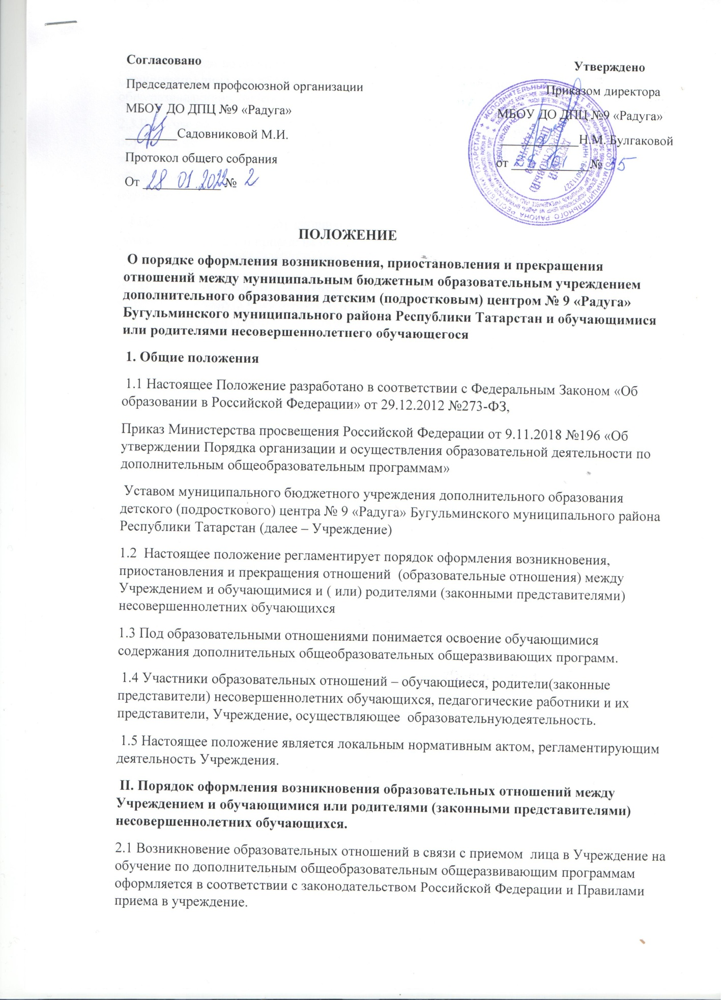 Согласовано
Председателем профсоюзной организации
МБОУ ДО ДПЦ №9 «Радуга»
________Садовниковой М.И.
Протокол общего собрания
От 28 01.2022 № 2
Утверждено
Приказом директора
МБОУ ДО ДПЦ №9 «Радуга»
____________Н.М. Булгаковой
от ____________№ 35
ПОЛОЖЕНИЕ
О порядке оформления возникновения, приостановления и прекращения
отношений между муниципальным бюджетным образовательным учреждением
дополнительного образования детским (подростковым) центром № 9 «Радуга»
Бугульминского муниципального района Республики Татарстан и обучающимися
или родителями несовершеннолетнего обучающегося
1. Общие положения
1.1 Настоящее Положение разработано в соответствии с Федеральным Законом «Об
образовании в Российской Федерации» от 29.12.2012 №273-ФЗ,
Приказ Министерства просвещения Российской Федерации от 9.11.2018 №196 «Об
утверждении Порядка организации и осуществления образовательной деятельности по
дополнительным общеобразовательным программам»
Уставом муниципального бюджетного учреждения дополнительного образования
детского (подросткового) центра № 9 «Радуга» Бугульминского муниципального района
Республики Татарстан (далее – Учреждение)
1.2  Настоящее положение регламентирует порядок оформления возникновения,
приостановления и прекращения отношений  (образовательные отношения) между
Учреждением и обучающимися и ( или) родителями (законными представителями)
несовершеннолетних обучающихся
1.3 Под образовательными отношениями понимается освоение обучающимися
содержания дополнительных общеобразовательных общеразвивающих программ.
1.4 Участники образовательных отношений – обучающиеся, родители(законные
представители) несовершеннолетних обучающихся, педагогические работники и их
представители, Учреждение, осуществляющее  образовательнуюдеятельность.
1.5 Настоящее положение является локальным нормативным актом, регламентирующим
деятельность Учреждения.
II. Порядок оформления возникновения образовательных отношений между
Учреждением и обучающимися или родителями (законными представителями)
несовершеннолетних обучающихся.
2.1 Возникновение образовательных отношений в связи с приемом  лица в Учреждение на
обучение по дополнительным общеобразовательным общеразвивающим программам
оформляется в соответствии с законодательством Российской Федерации и Правилами
приема в учреждение.